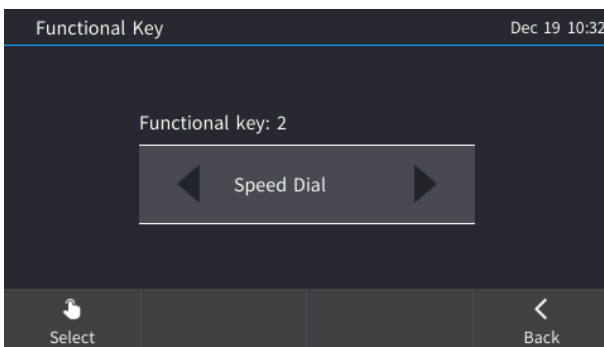 Functional Key Dec 19 10:32
Functional key: 2
Speed Dial
Select Back